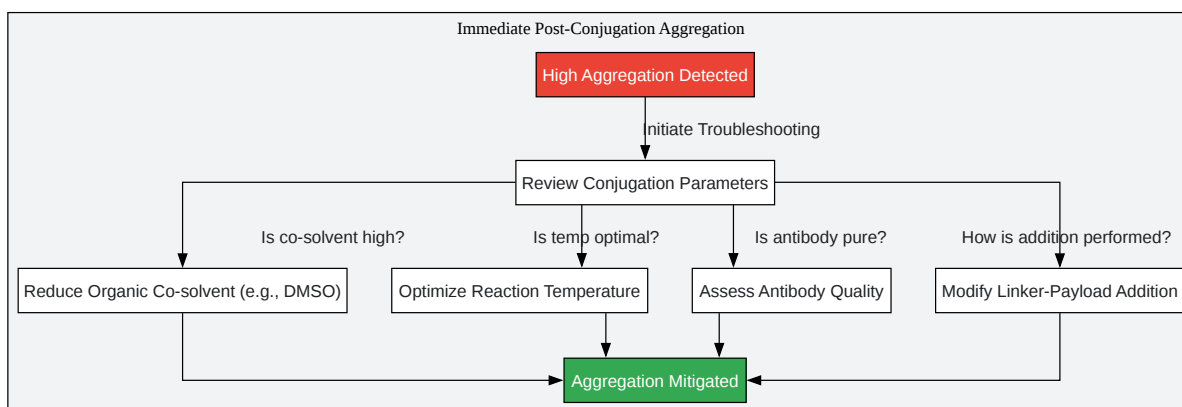 Immediate Post-Conjugation Aggregation
High Aggregation Detected
Initiate Troubleshooting
Review Conjugation Parameters
Is co-solvent high?
Is temp optimal?
Is antibody pure?
How is addition performed?
Reduce Organic Co-solvent (e.g., DMSO)
Optimize Reaction Temperature
Assess Antibody Quality
Modify Linker-Payload Addition
Aggregation Mitigated